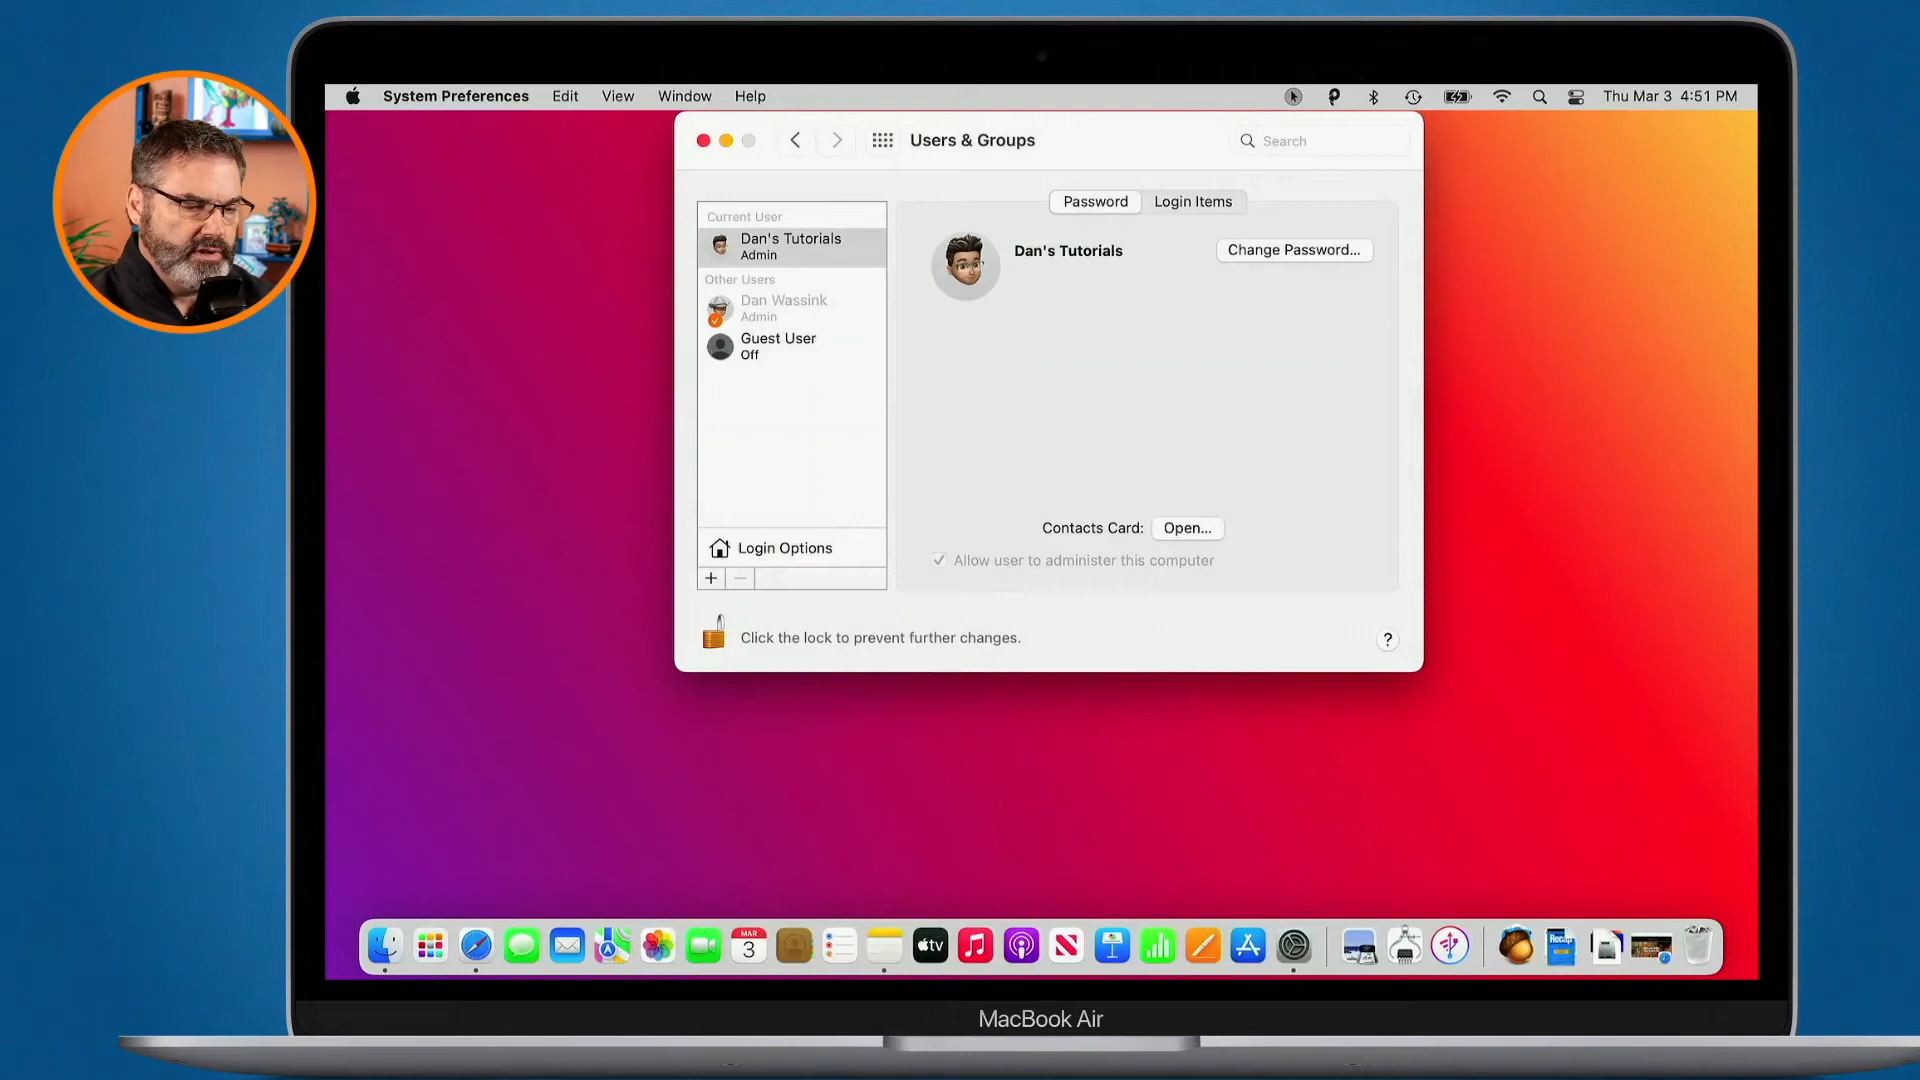 System Preferences Edit View Window Help
Thu Mar 3 4:51 PM
Users & Groups
Search
Password Login Items
Current User
Dan's Tutorials
Admin
Other Users
Dan Wassink
Admin
Guest User
Off
Login Options
Dan's Tutorials
Change Password...
Contacts Card: Open...
Allow user to administer this computer
Click the lock to prevent further changes.
?
MAR
3
tv
Recap
MacBook Air